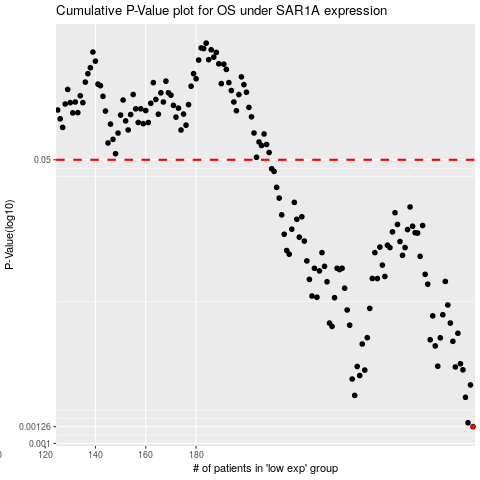 Cumulative P-Value plot for OS under SAR1A expression
P-Value(log10)
0.05
0.00126
0.001
0
120
140
160
180
# of patients in 'low exp' group